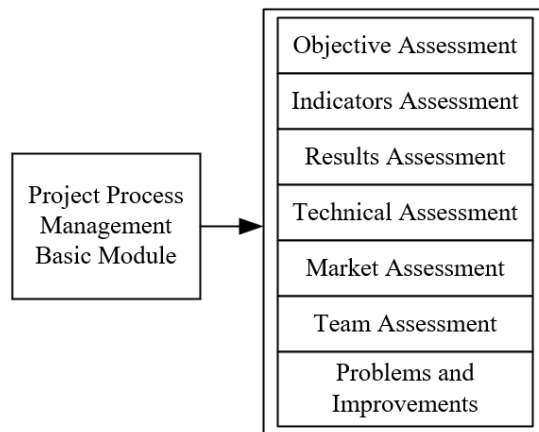 Project Process
Management
Basic Module
Objective Assessment
Indicators Assessment
Results Assessment
Technical Assessment
Market Assessment
Team Assessment
Problems and
Improvements